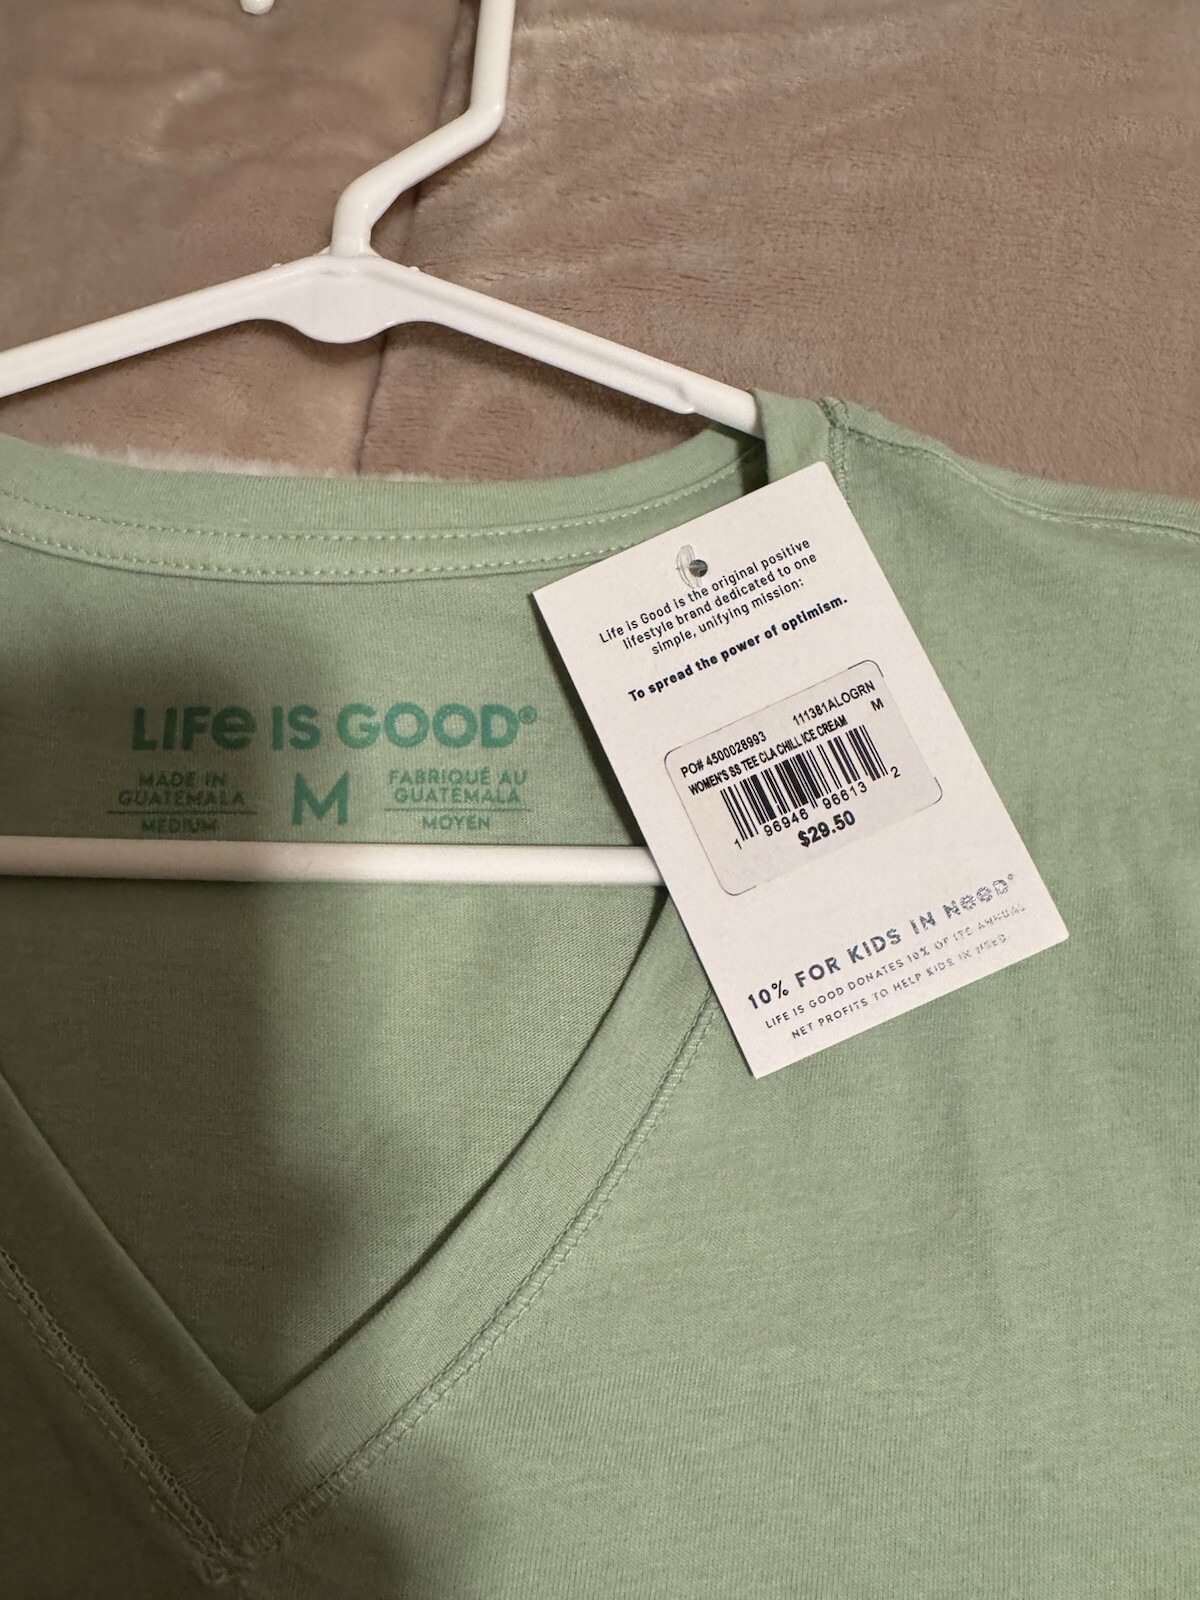 Life is Good is the original positive
lifestyle brand dedicated to one
simple, unifying mission:
To spread the power of optimism.
PO# 4500028993 111381ALOGRN
WOMEN'S SS TEE CLA CHILL ICE CREAM M
1 96946 96613 2
$29.50
10% FOR KIDS IN NeeD®
LIFE IS GOOD DONATES 10% OF ITS ANNUAL
NET PROFITS TO HELP KIDS IN NEED.
LIFe IS GOOD®
MADE IN
GUATEMALA
MEDIUM
M
FABRIQUÉ AU
GUATEMALA
MOYEN